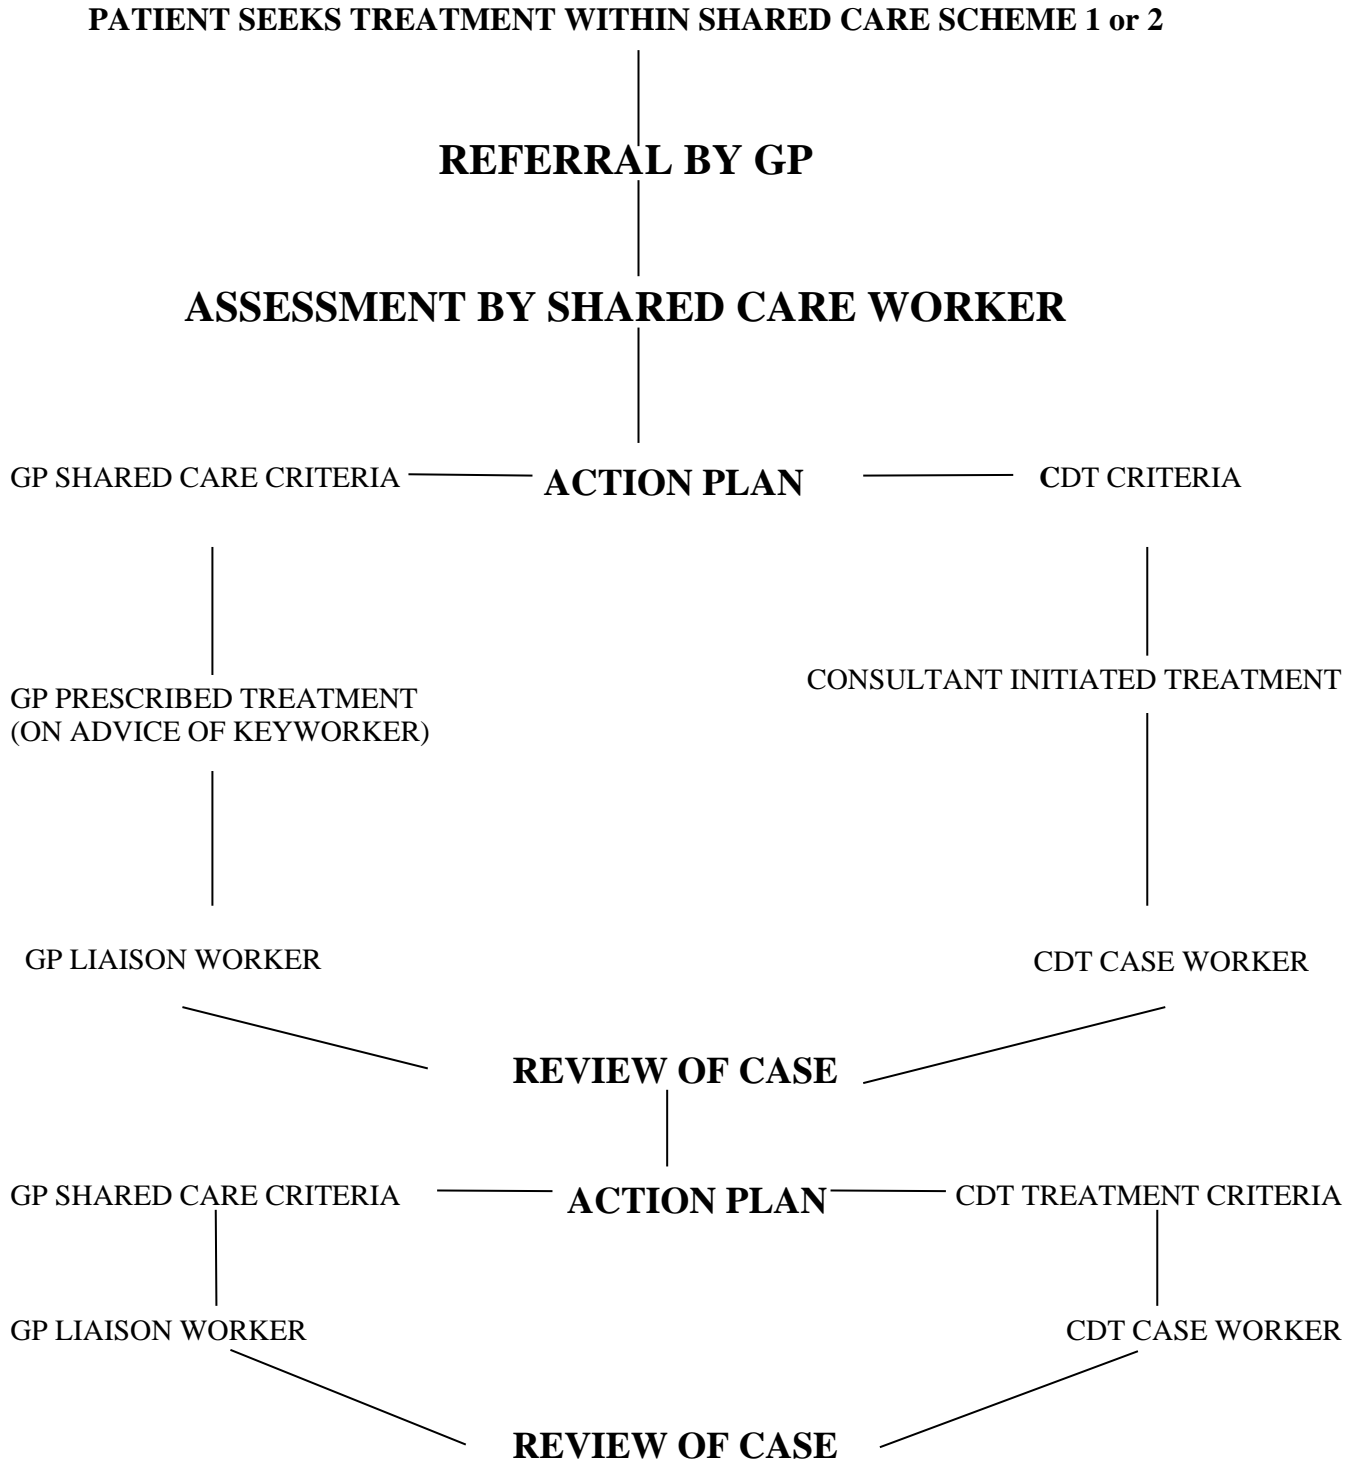 PATIENT SEEKS TREATMENT WITHIN SHARED CARE SCHEME 1 or 2
REFERRAL BY GP
ASSESSMENT BY SHARED CARE WORKER
GP SHARED CARE CRITERIA
ACTION PLAN
CDT CRITERIA
GP PRESCRIBED TREATMENT
(ON ADVICE OF KEYWORKER)
CONSULTANT INITIATED TREATMENT
GP LIAISON WORKER
CDT CASE WORKER
REVIEW OF CASE
GP SHARED CARE CRITERIA
ACTION PLAN
CDT TREATMENT CRITERIA
GP LIAISON WORKER
CDT CASE WORKER
REVIEW OF CASE